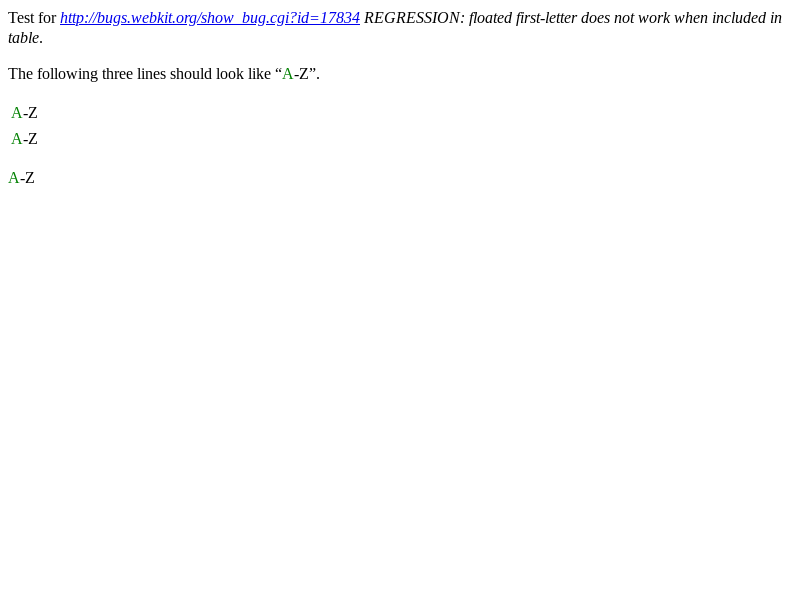 Test for http://bugs.webkit.org/show_bug.cgi?id=17834 REGRESSION: floated first-letter does not work when included in
table.
The following three lines should look like “A-Z”.
A-Z
A-Z
A-Z